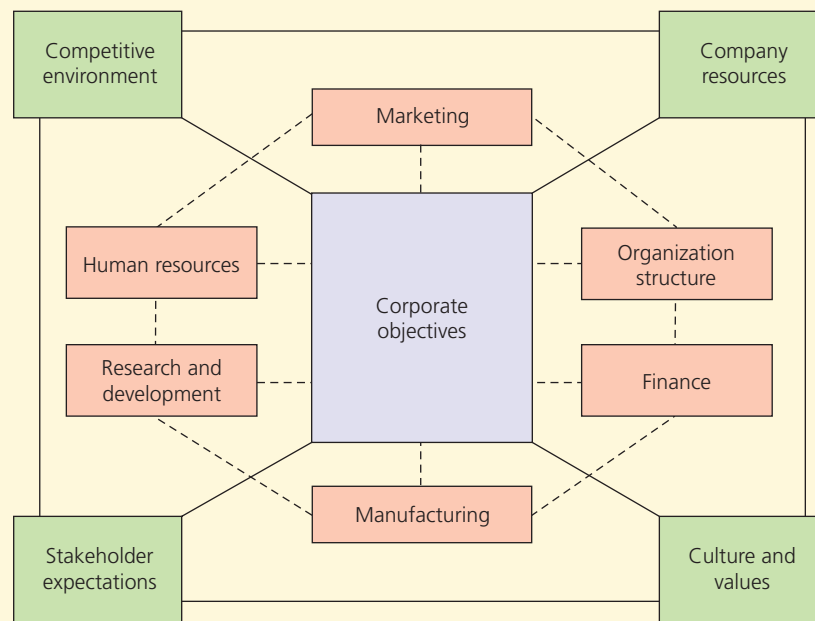 Competitive
environment
Company
resources
Marketing
Human resources
Organization
structure
Corporate
objectives
Research and
development
Finance
Manufacturing
Stakeholder
expectations
Culture and
values